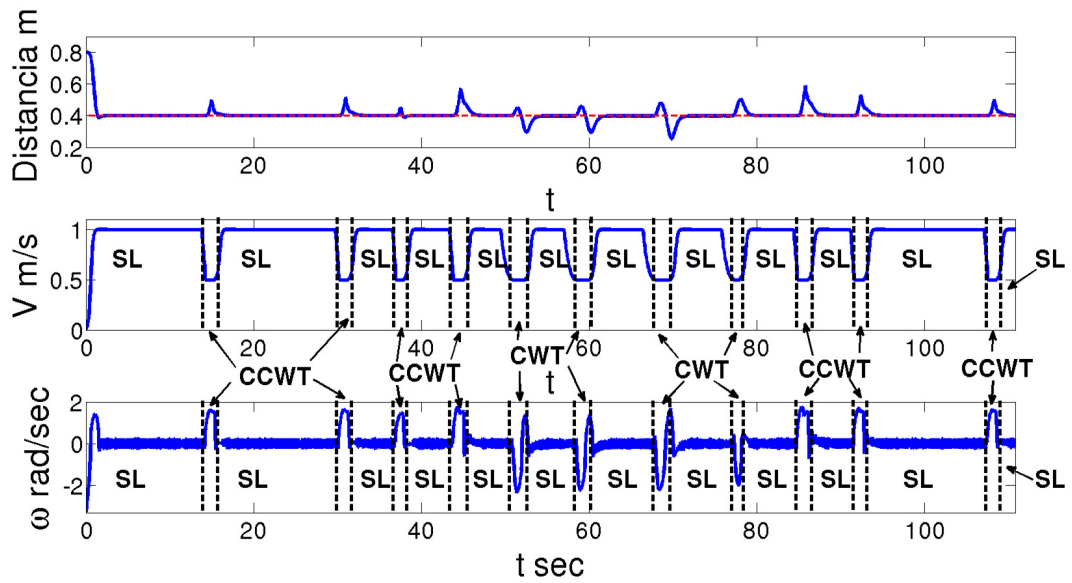 Distancia m
0.8
0.6
0.4
0.2
0 20 40 60 80 100
t
V m/s
1
0.5
0
SL SL SL SL SL SL SL SL SL SL SL
0 20 40 60 80 100
t
CCWT CCWT CWT CWT CCWT CCWT
ω rad/sec
2
0
-2
SL SL SL SL SL SL SL SL SL SL SL
0 20 40 60 80 100
t sec